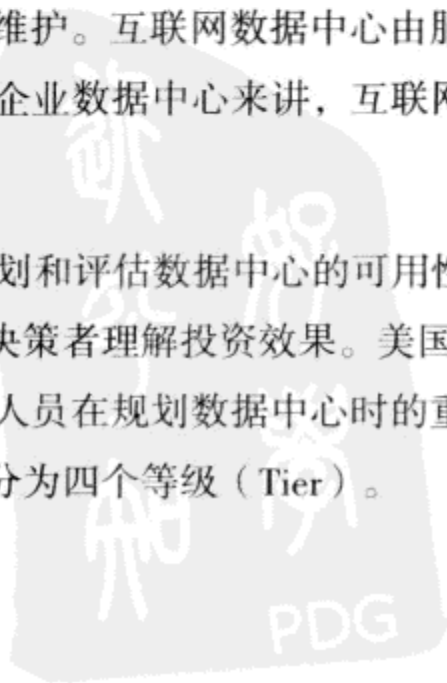 维护。互联网数据中心由
企业数据中心来讲，互联
划和评估数据中心的可用性
决策者理解投资效果。美国
人员在规划数据中心时的重
分为四个等级（Tier）。
PDG